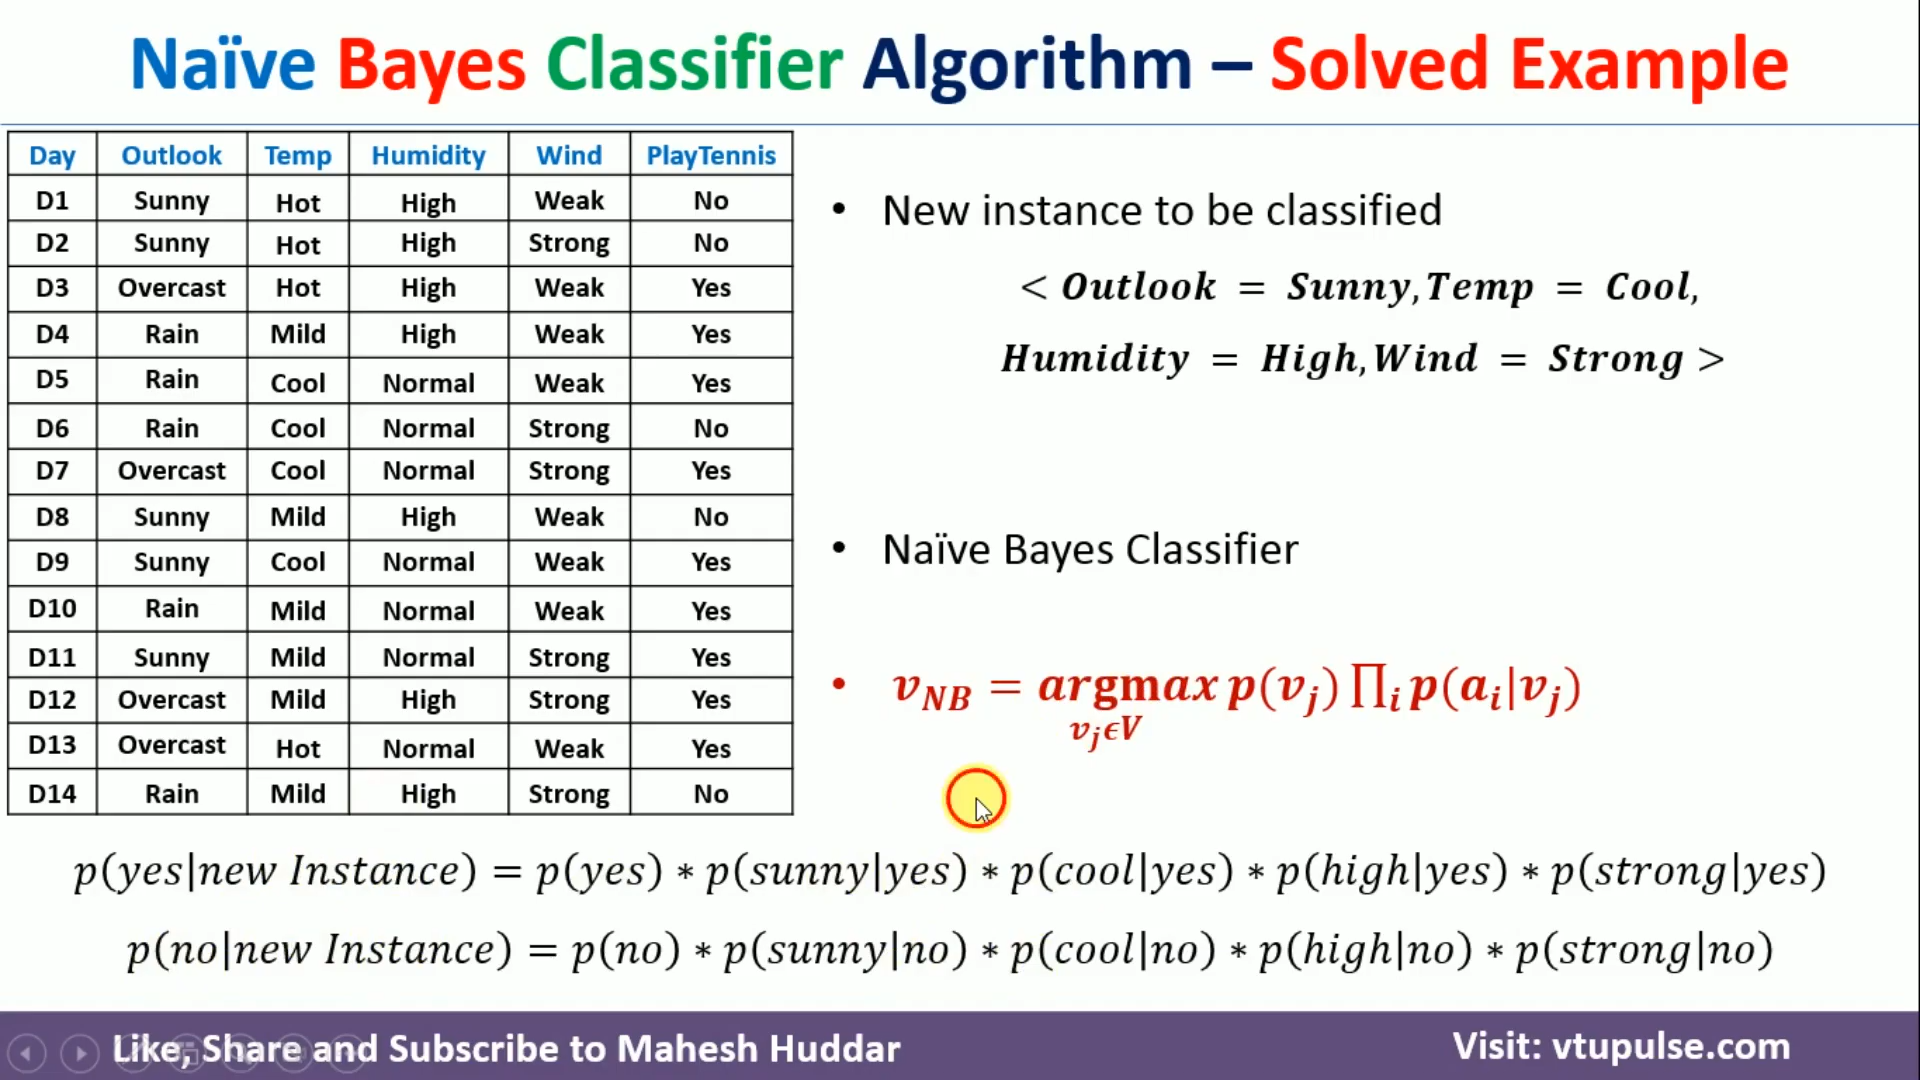 Naïve Bayes Classifier Algorithm – Solved Example
Day Outlook Temp Humidity Wind PlayTennis
D1 Sunny Hot High Weak No
D2 Sunny Hot High Strong No
D3 Overcast Hot High Weak Yes
D4 Rain Mild High Weak Yes
D5 Rain Cool Normal Weak Yes
D6 Rain Cool Normal Strong No
D7 Overcast Cool Normal Strong Yes
D8 Sunny Mild High Weak No
D9 Sunny Cool Normal Weak Yes
D10 Rain Mild Normal Weak Yes
D11 Sunny Mild Normal Strong Yes
D12 Overcast Mild High Strong Yes
D13 Overcast Hot Normal Weak Yes
D14 Rain Mild High Strong No
• New instance to be classified
< Outlook = Sunny, Temp = Cool,
Humidity = High, Wind = Strong >
• Naïve Bayes Classifier
• v_NB = argmax p(v_j) ∏_i p(a_i|v_j)
v_j ϵ V
p(yes|new Instance) = p(yes) ∗ p(sunny|yes) ∗ p(cool|yes) ∗ p(high|yes) ∗ p(strong|yes)
p(no|new Instance) = p(no) ∗ p(sunny|no) ∗ p(cool|no) ∗ p(high|no) ∗ p(strong|no)
Like, Share and Subscribe to Mahesh Huddar
Visit: vtupulse.com